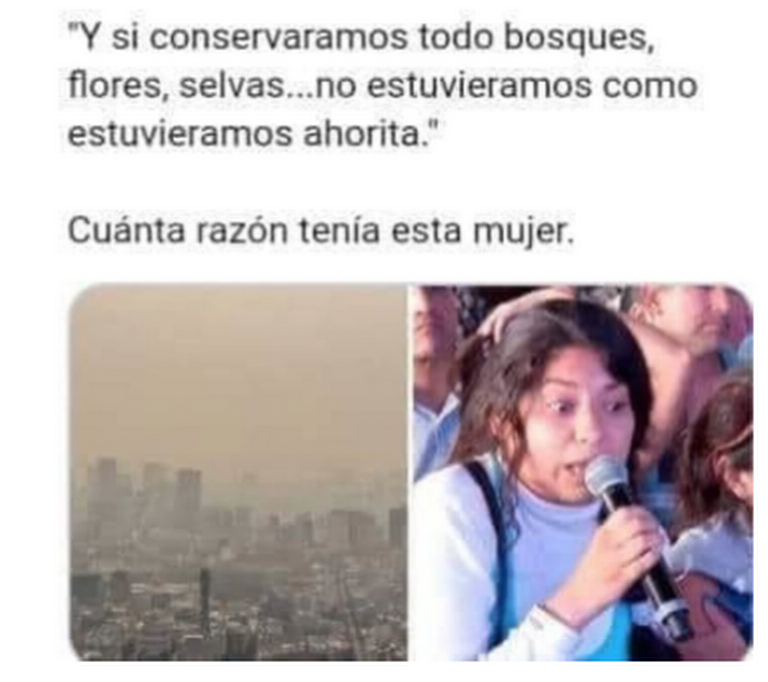 "Y si conservaramos todo bosques,
flores, selvas...no estuvieramos como
estuvieramos ahorita."
Cuánta razón tenía esta mujer.